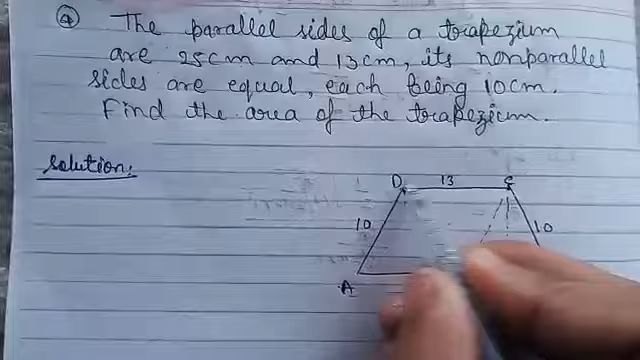 ④ The parallel sides of a trapezium
are 25cm and 13cm, its nonparallel
sides are equal, each being 10cm.
Find the area of the trapezium.
Solution:
D 13 C
10 10
A